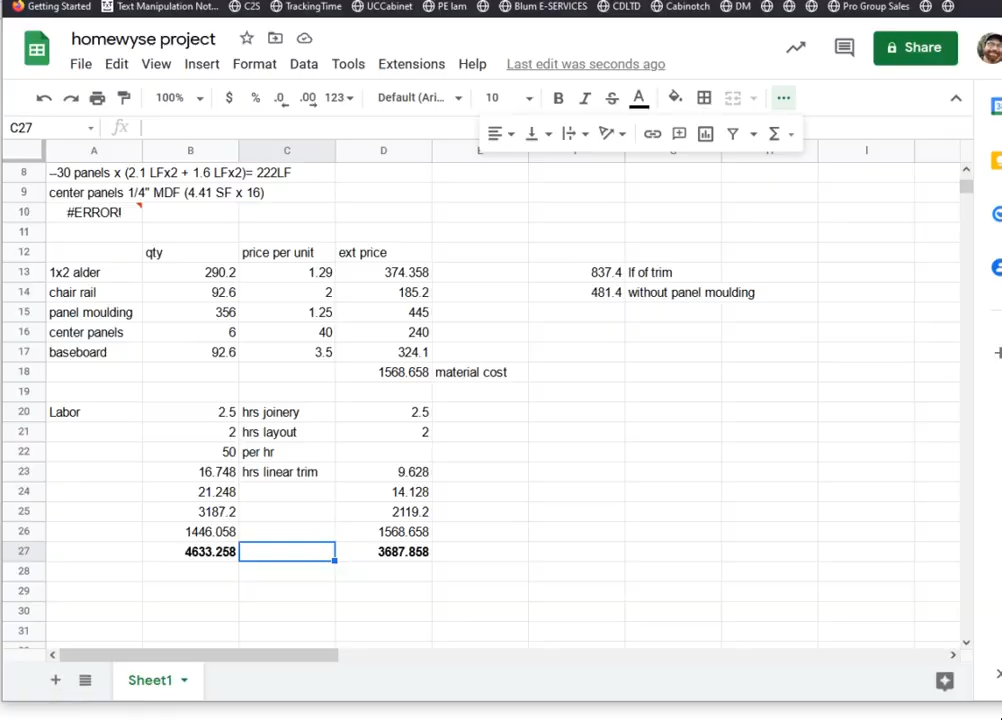 Getting Started Text Manipulation Not... C2S TrackingTime UCCabinet PE lam Blum E-SERVICES CDLTD Cabinotch DM Pro Group Sales
homewyse project
File Edit View Insert Format Data Tools Extensions Help Last edit was seconds ago
Share
100% $ % .0 .00 123 Default (Ari... 10 B I S A
C27 fx
A B C D E I
8 --30 panels x (2.1 LFx2 + 1.6 LFx2)= 222LF
9 center panels 1/4" MDF (4.41 SF x 16)
10 #ERROR!
11
12 qty price per unit ext price
13 1x2 alder 290.2 1.29 374.358 837.4 lf of trim
14 chair rail 92.6 2 185.2 481.4 without panel moulding
15 panel moulding 356 1.25 445
16 center panels 6 40 240
17 baseboard 92.6 3.5 324.1
18 1568.658 material cost
19
20 Labor 2.5 hrs joinery 2.5
21 2 hrs layout 2
22 50 per hr
23 16.748 hrs linear trim 9.628
24 21.248 14.128
25 3187.2 2119.2
26 1446.058 1568.658
27 4633.258 3687.858
28
29
30
31
Sheet1